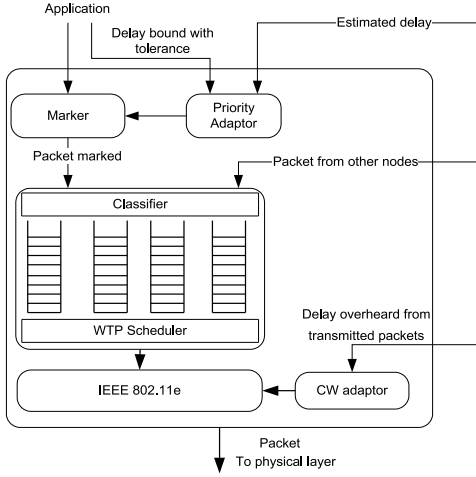 Application
Delay bound with
tolerance
Estimated delay
Marker
Priority
Adaptor
Packet marked
Packet from other nodes
Classifier
WTP Scheduler
Delay overheard from
transmitted packets
IEEE 802.11e
CW adaptor
Packet
To physical layer